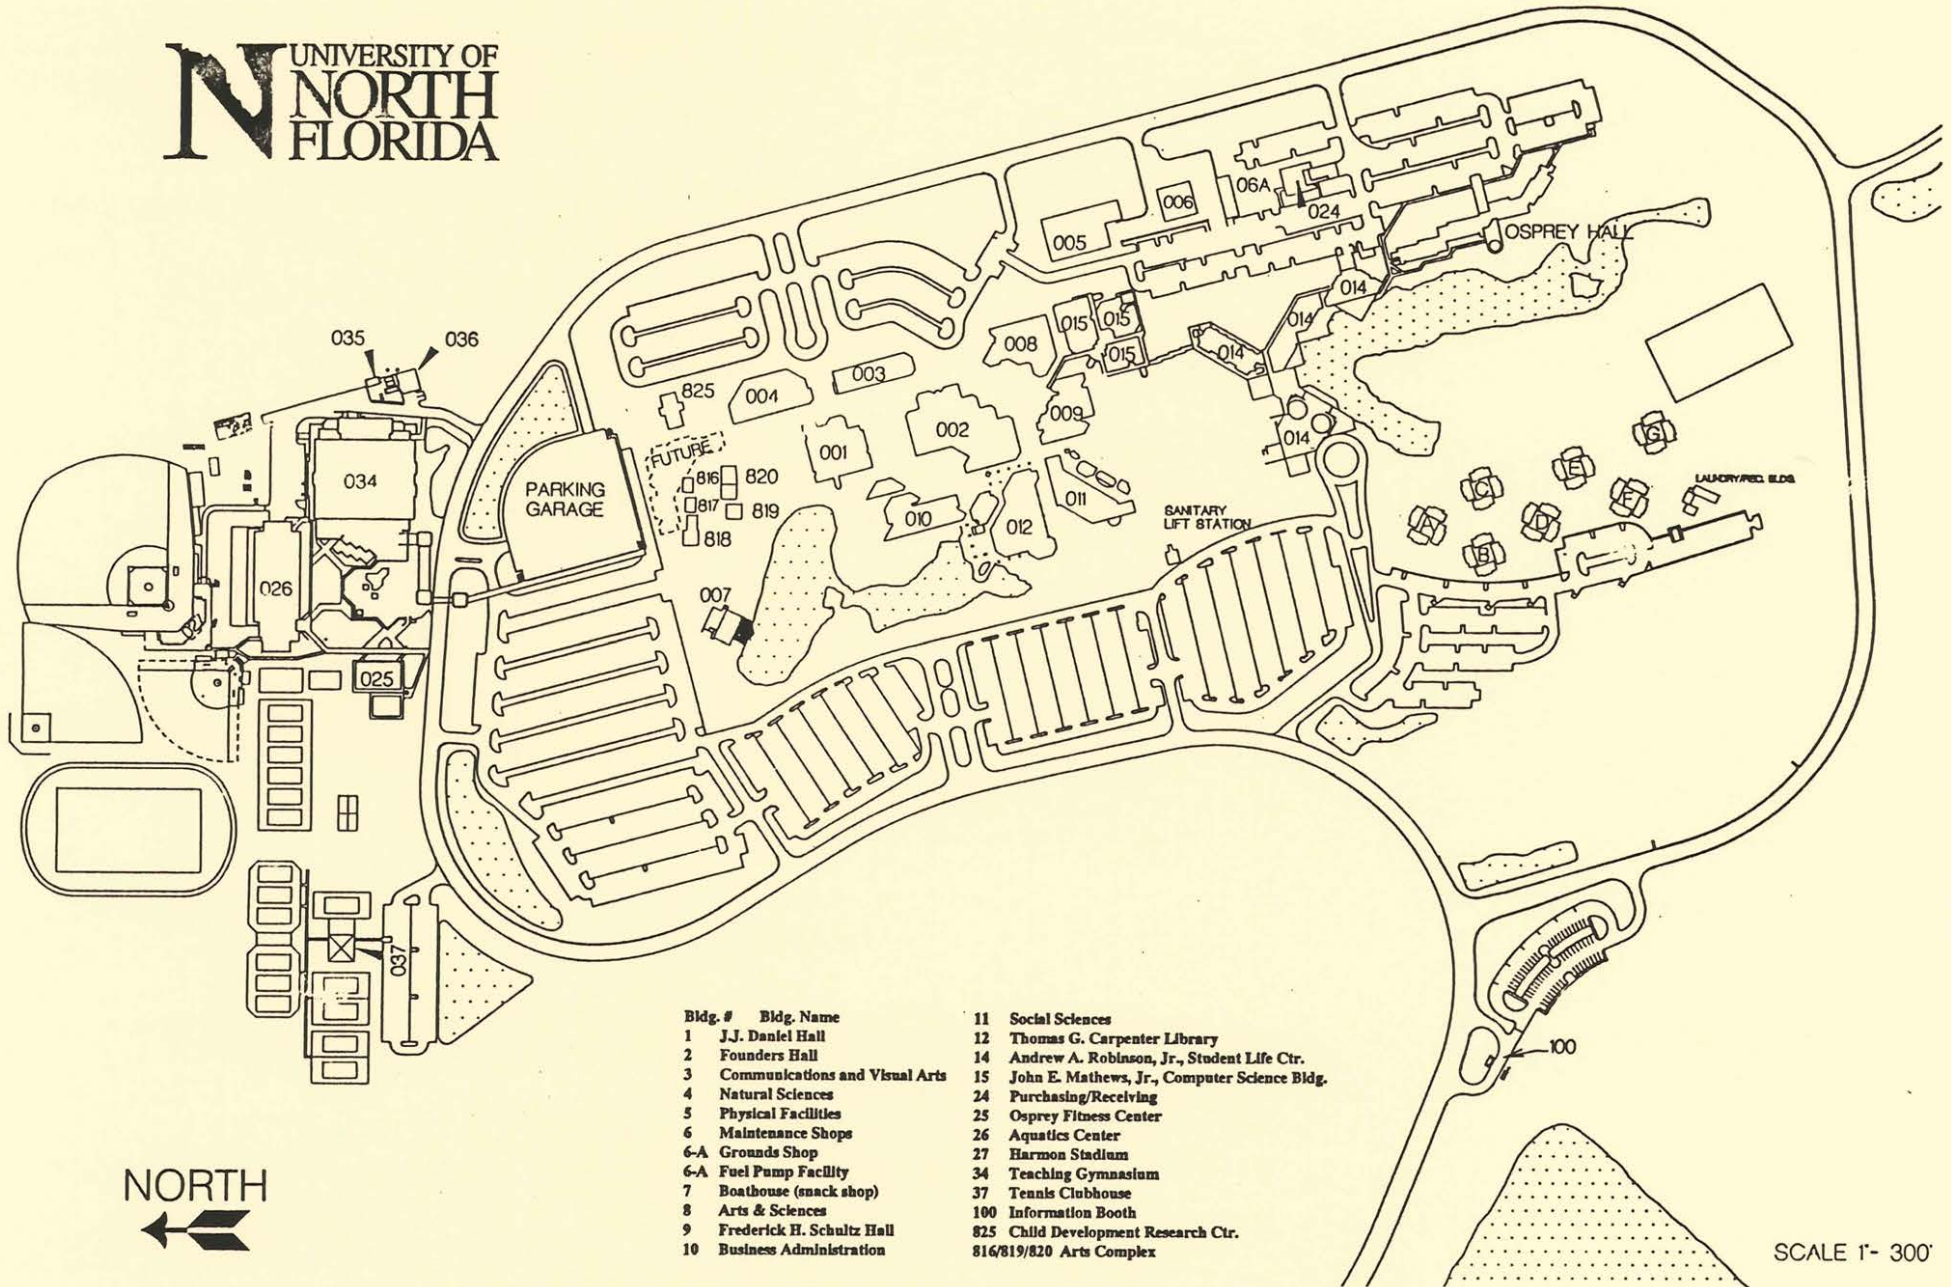 UNIVERSITY OF
NORTH
FLORIDA
035
036
034
026
025
037
PARKING
GARAGE
825
004
003
FUTURE
816
820
817
819
818
007
001
002
010
012
011
008
009
015
015
015
005
006
06A
024
014
014
014
014
OSPREY HALL
SANITARY
LIFT STATION
A
B
C
D
E
F
G
LAUNDRY/REC. BLDG.
100
Bldg. # Bldg. Name
1 J.J. Daniel Hall
2 Founders Hall
3 Communications and Visual Arts
4 Natural Sciences
5 Physical Facilities
6 Maintenance Shops
6-A Grounds Shop
6-A Fuel Pump Facility
7 Boathouse (snack shop)
8 Arts & Sciences
9 Frederick H. Schultz Hall
10 Business Administration
11 Social Sciences
12 Thomas G. Carpenter Library
14 Andrew A. Robinson, Jr., Student Life Ctr.
15 John E. Mathews, Jr., Computer Science Bldg.
24 Purchasing/Receiving
25 Osprey Fitness Center
26 Aquatics Center
27 Harmon Stadium
34 Teaching Gymnasium
37 Tennis Clubhouse
100 Information Booth
825 Child Development Research Ctr.
816/819/820 Arts Complex
NORTH
SCALE 1"- 300'